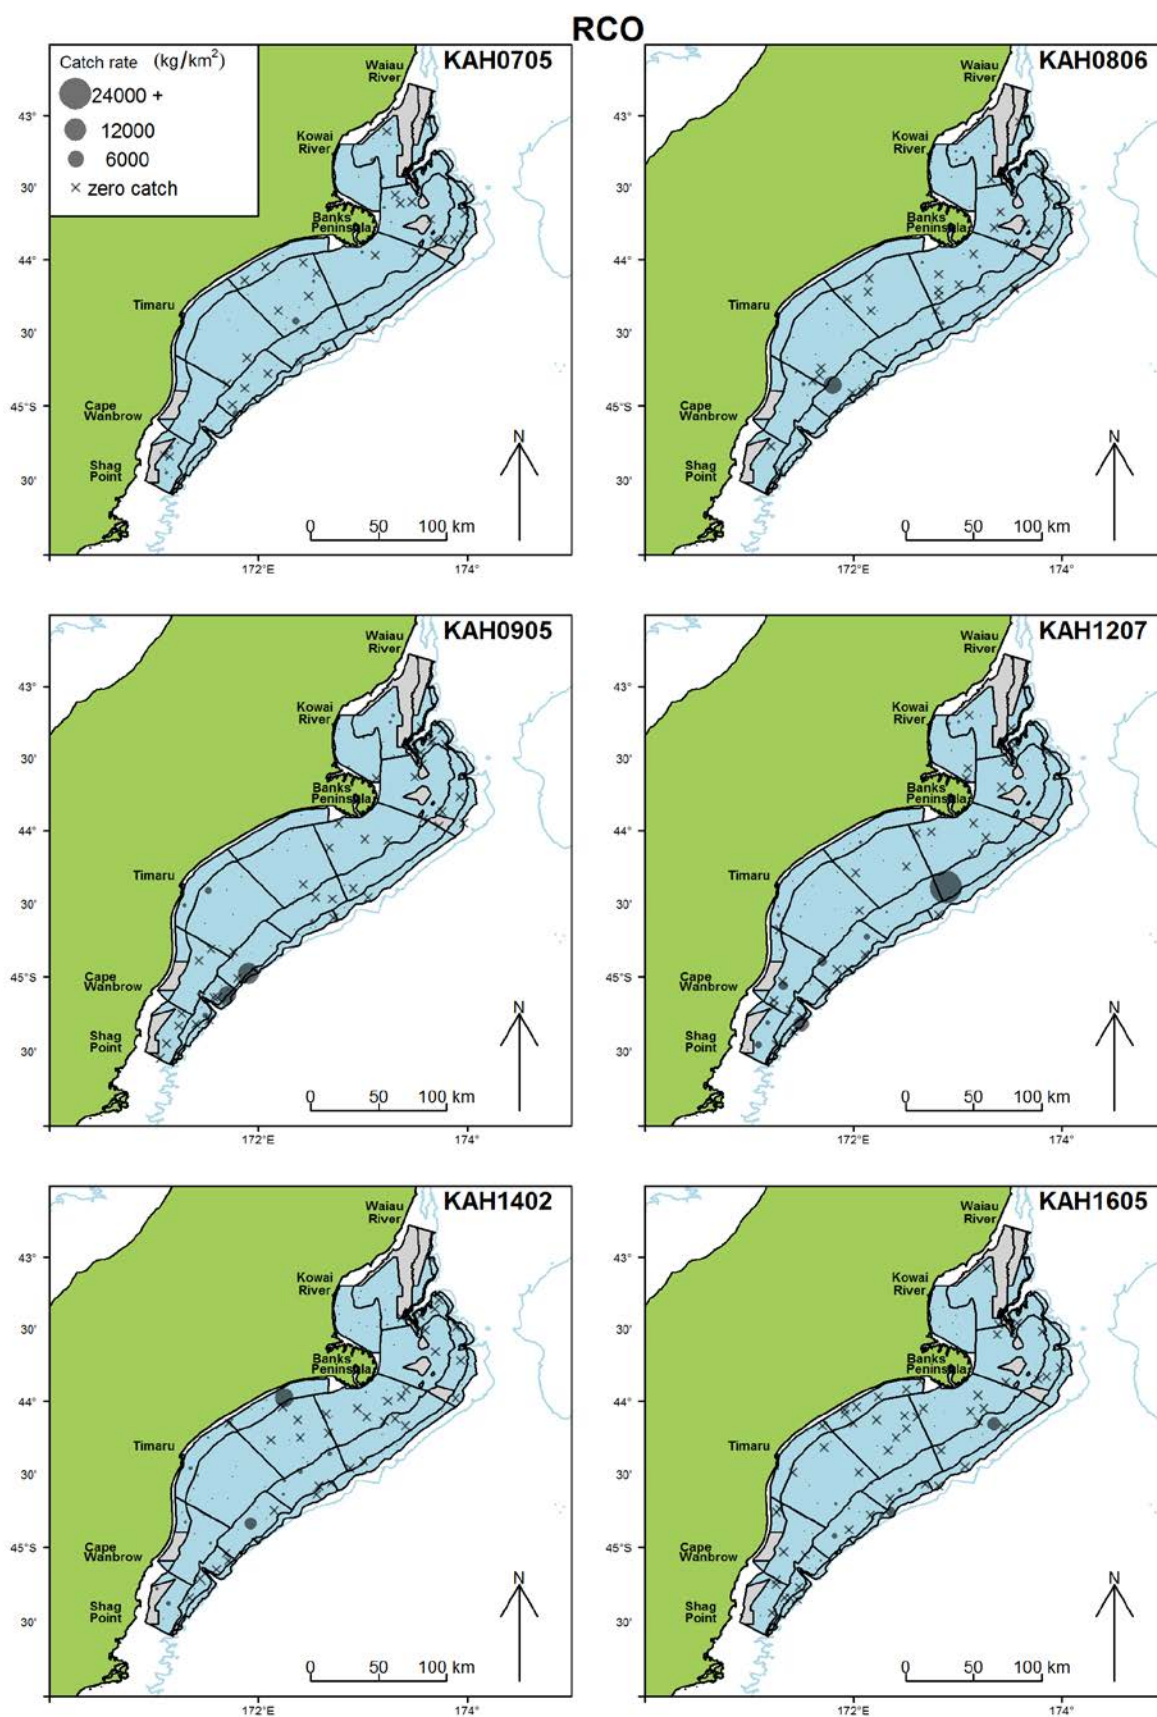 RCO
KAH0705
Catch rate (kg/km²)
24000 +
12000
6000
× zero catch
Waiau
River
Kowai
River
Banks
Peninsula
Timaru
Cape
Wanbrow
Shag
Point
43°
30'
44°
30'
45°S
30'
N
0 50 100 km
172°E 174°
KAH0806
Waiau
River
Kowai
River
Banks
Peninsula
Timaru
Cape
Wanbrow
Shag
Point
43°
30'
44°
30'
45°S
30'
N
0 50 100 km
172°E 174°
KAH0905
Waiau
River
Kowai
River
Banks
Peninsula
Timaru
Cape
Wanbrow
Shag
Point
43°
30'
44°
30'
45°S
30'
N
0 50 100 km
172°E 174°
KAH1207
Waiau
River
Kowai
River
Banks
Peninsula
Timaru
Cape
Wanbrow
Shag
Point
43°
30'
44°
30'
45°S
30'
N
0 50 100 km
172°E 174°
KAH1402
Waiau
River
Kowai
River
Banks
Peninsula
Timaru
Cape
Wanbrow
Shag
Point
43°
30'
44°
30'
45°S
30'
N
0 50 100 km
172°E 174°
KAH1605
Waiau
River
Kowai
River
Banks
Peninsula
Timaru
Cape
Wanbrow
Shag
Point
43°
30'
44°
30'
45°S
30'
N
0 50 100 km
172°E 174°